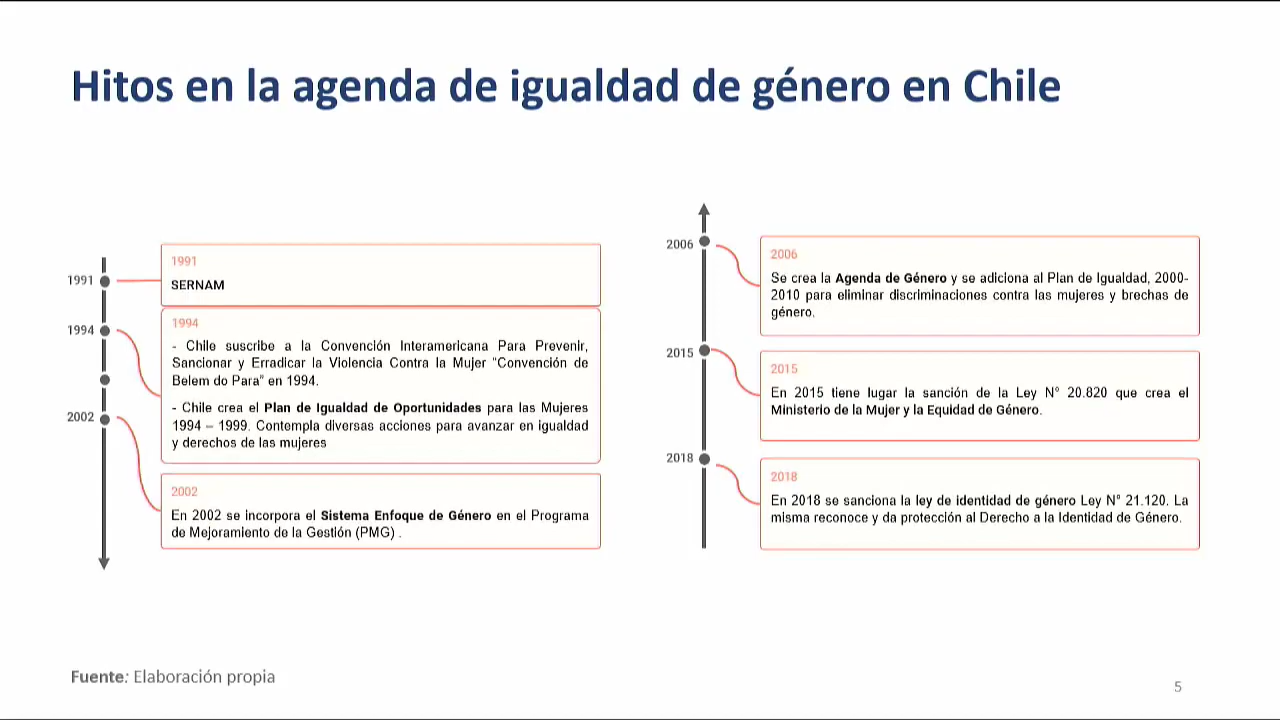 Hitos en la agenda de igualdad de género en Chile
1991
1991
SERNAM
1994
1994
- Chile suscribe a la Convención Interamericana Para Prevenir,
Sancionar y Erradicar la Violencia Contra la Mujer "Convención de
Belem do Para" en 1994.
- Chile crea el Plan de Igualdad de Oportunidades para las Mujeres
1994 – 1999. Contempla diversas acciones para avanzar en igualdad
y derechos de las mujeres
2002
2002
En 2002 se incorpora el Sistema Enfoque de Género en el Programa
de Mejoramiento de la Gestión (PMG) .
2006
2006
Se crea la Agenda de Género y se adiciona al Plan de Igualdad, 2000-
2010 para eliminar discriminaciones contra las mujeres y brechas de
género.
2015
2015
En 2015 tiene lugar la sanción de la Ley N° 20.820 que crea el
Ministerio de la Mujer y la Equidad de Género.
2018
2018
En 2018 se sanciona la ley de identidad de género Ley N° 21.120. La
misma reconoce y da protección al Derecho a la Identidad de Género.
Fuente: Elaboración propia
5